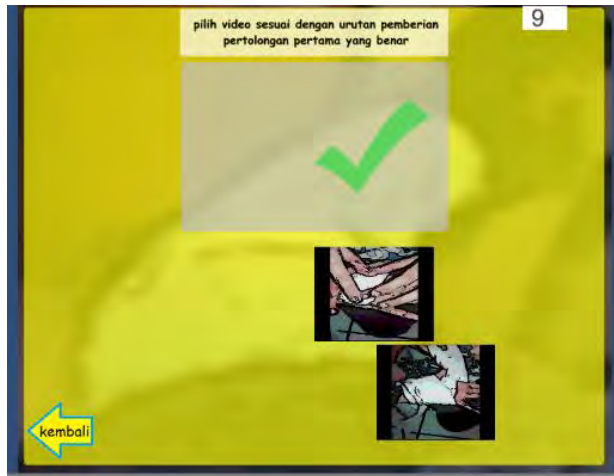 pilih video sesuai dengan urutan pemberian
pertolongan pertama yang benar
9
kembali